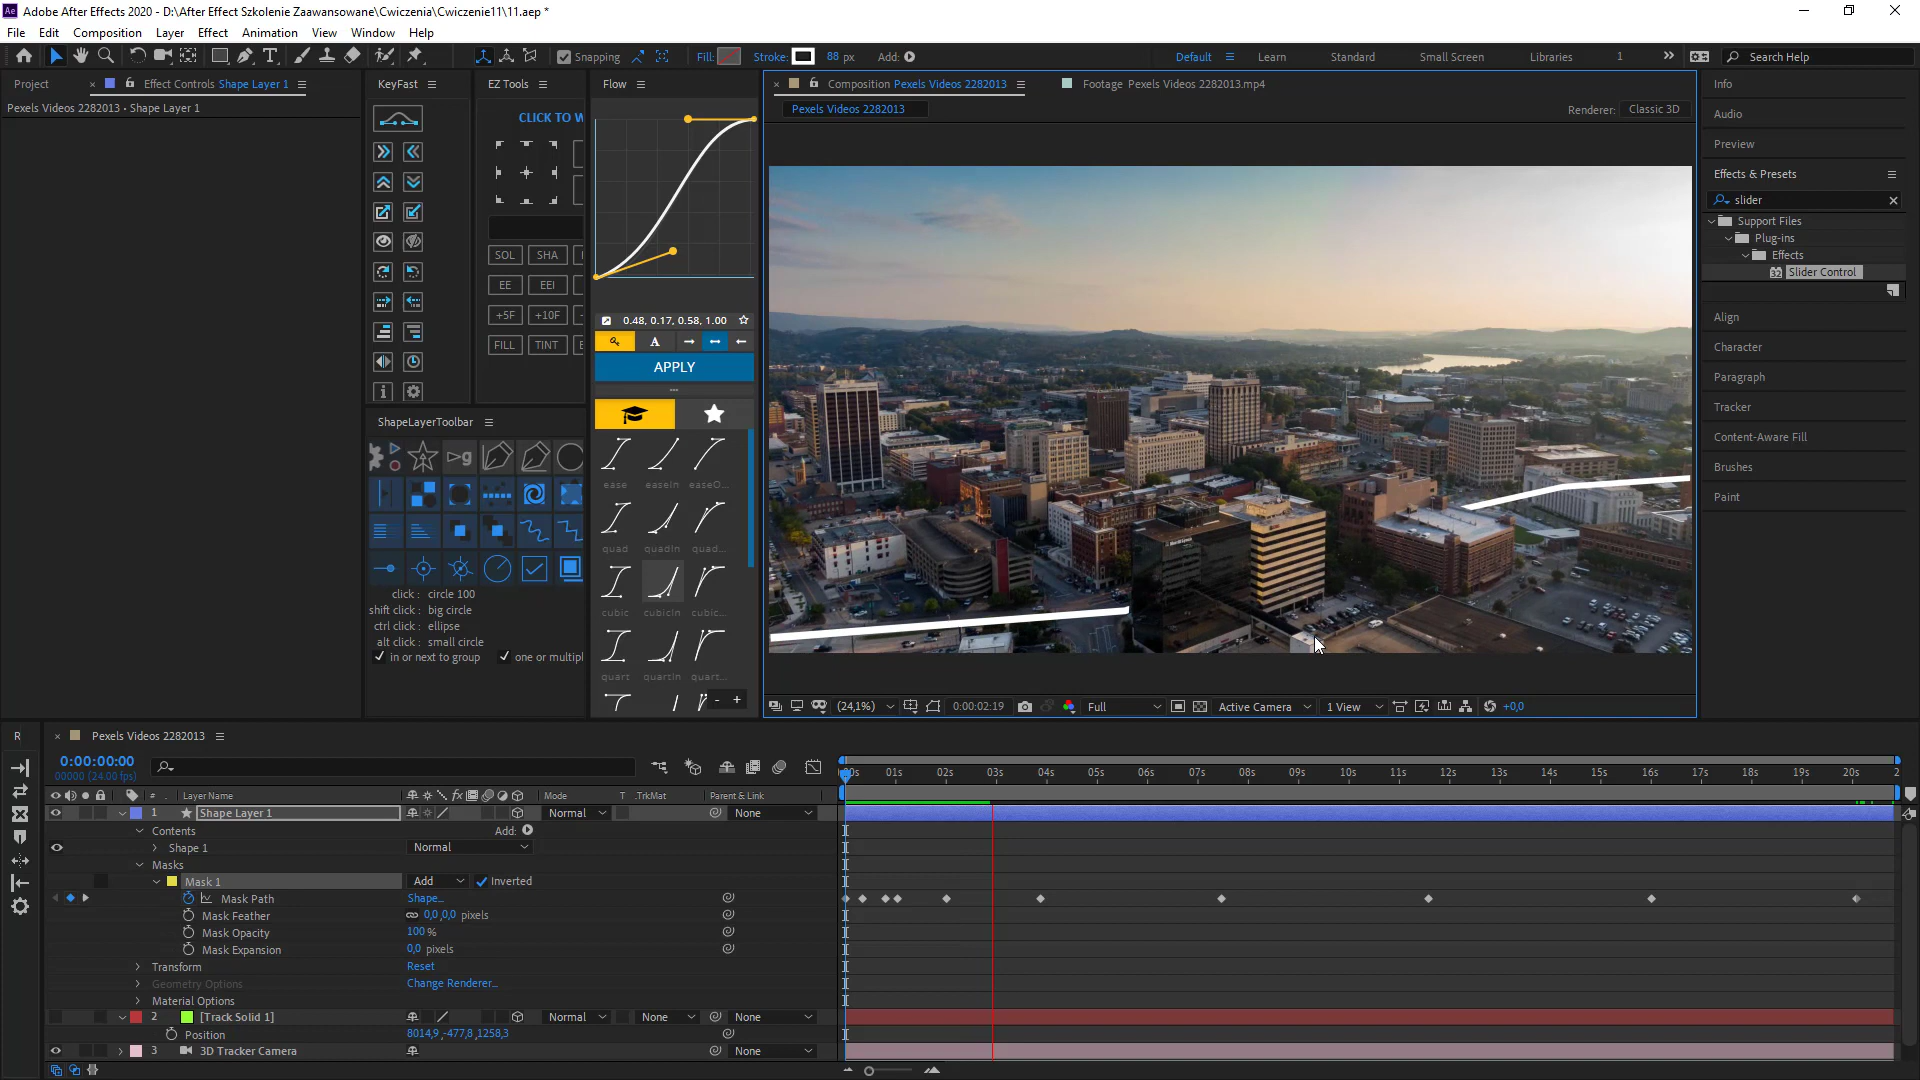 Adobe After Effects 2020 - D:\After Effect Szkolenie Zaawansowane\Cwiczenia\Cwiczenie11\11.aep *
File Edit Composition Layer Effect Animation View Window Help
Snapping Fill: Stroke: 88 px Add: Default Learn Standard Small Screen Libraries 1 Search Help
Project Effect Controls Shape Layer 1
Pexels Videos 2282013 • Shape Layer 1
KeyFast
EZ Tools
CLICK TO W
SOL SHA
EE EEI
+5F +10F
FILL TINT
ShapeLayerToolbar
click : circle 100
shift click : big circle
ctrl click : ellipse
alt click : small circle
in or next to group one or multipl
Flow
0.48, 0.17, 0.58, 1.00
A
APPLY
ease easeIn easeO...
quad quadIn quad...
cubic cubicIn cubic...
quart quartIn quart...
- +
Composition Pexels Videos 2282013 Footage Pexels Videos 2282013.mp4
Pexels Videos 2282013
Renderer: Classic 3D
(24,1%) 0:00:02:19 Full Active Camera 1 View +0,0
Info
Audio
Preview
Effects & Presets
slider
Support Files
Plug-ins
Effects
Slider Control
Align
Character
Paragraph
Tracker
Content-Aware Fill
Brushes
Paint
R
Pexels Videos 2282013
0:00:00:00
00000 (24.00 fps)
:00s 01s 02s 03s 04s 05s 06s 07s 08s 09s 10s 11s 12s 13s 14s 15s 16s 17s 18s 19s 20s 2
# Layer Name Mode T .TrkMat Parent & Link
1 Shape Layer 1 Normal None
Contents Add:
Shape 1 Normal
Masks
Mask 1 Add Inverted
Mask Path Shape...
Mask Feather 0,0,0,0 pixels
Mask Opacity 100 %
Mask Expansion 0,0 pixels
Transform Reset
Geometry Options Change Renderer...
Material Options
2 [Track Solid 1] Normal None None
Position 8014,9,-477,8,1258,3
3 3D Tracker Camera None